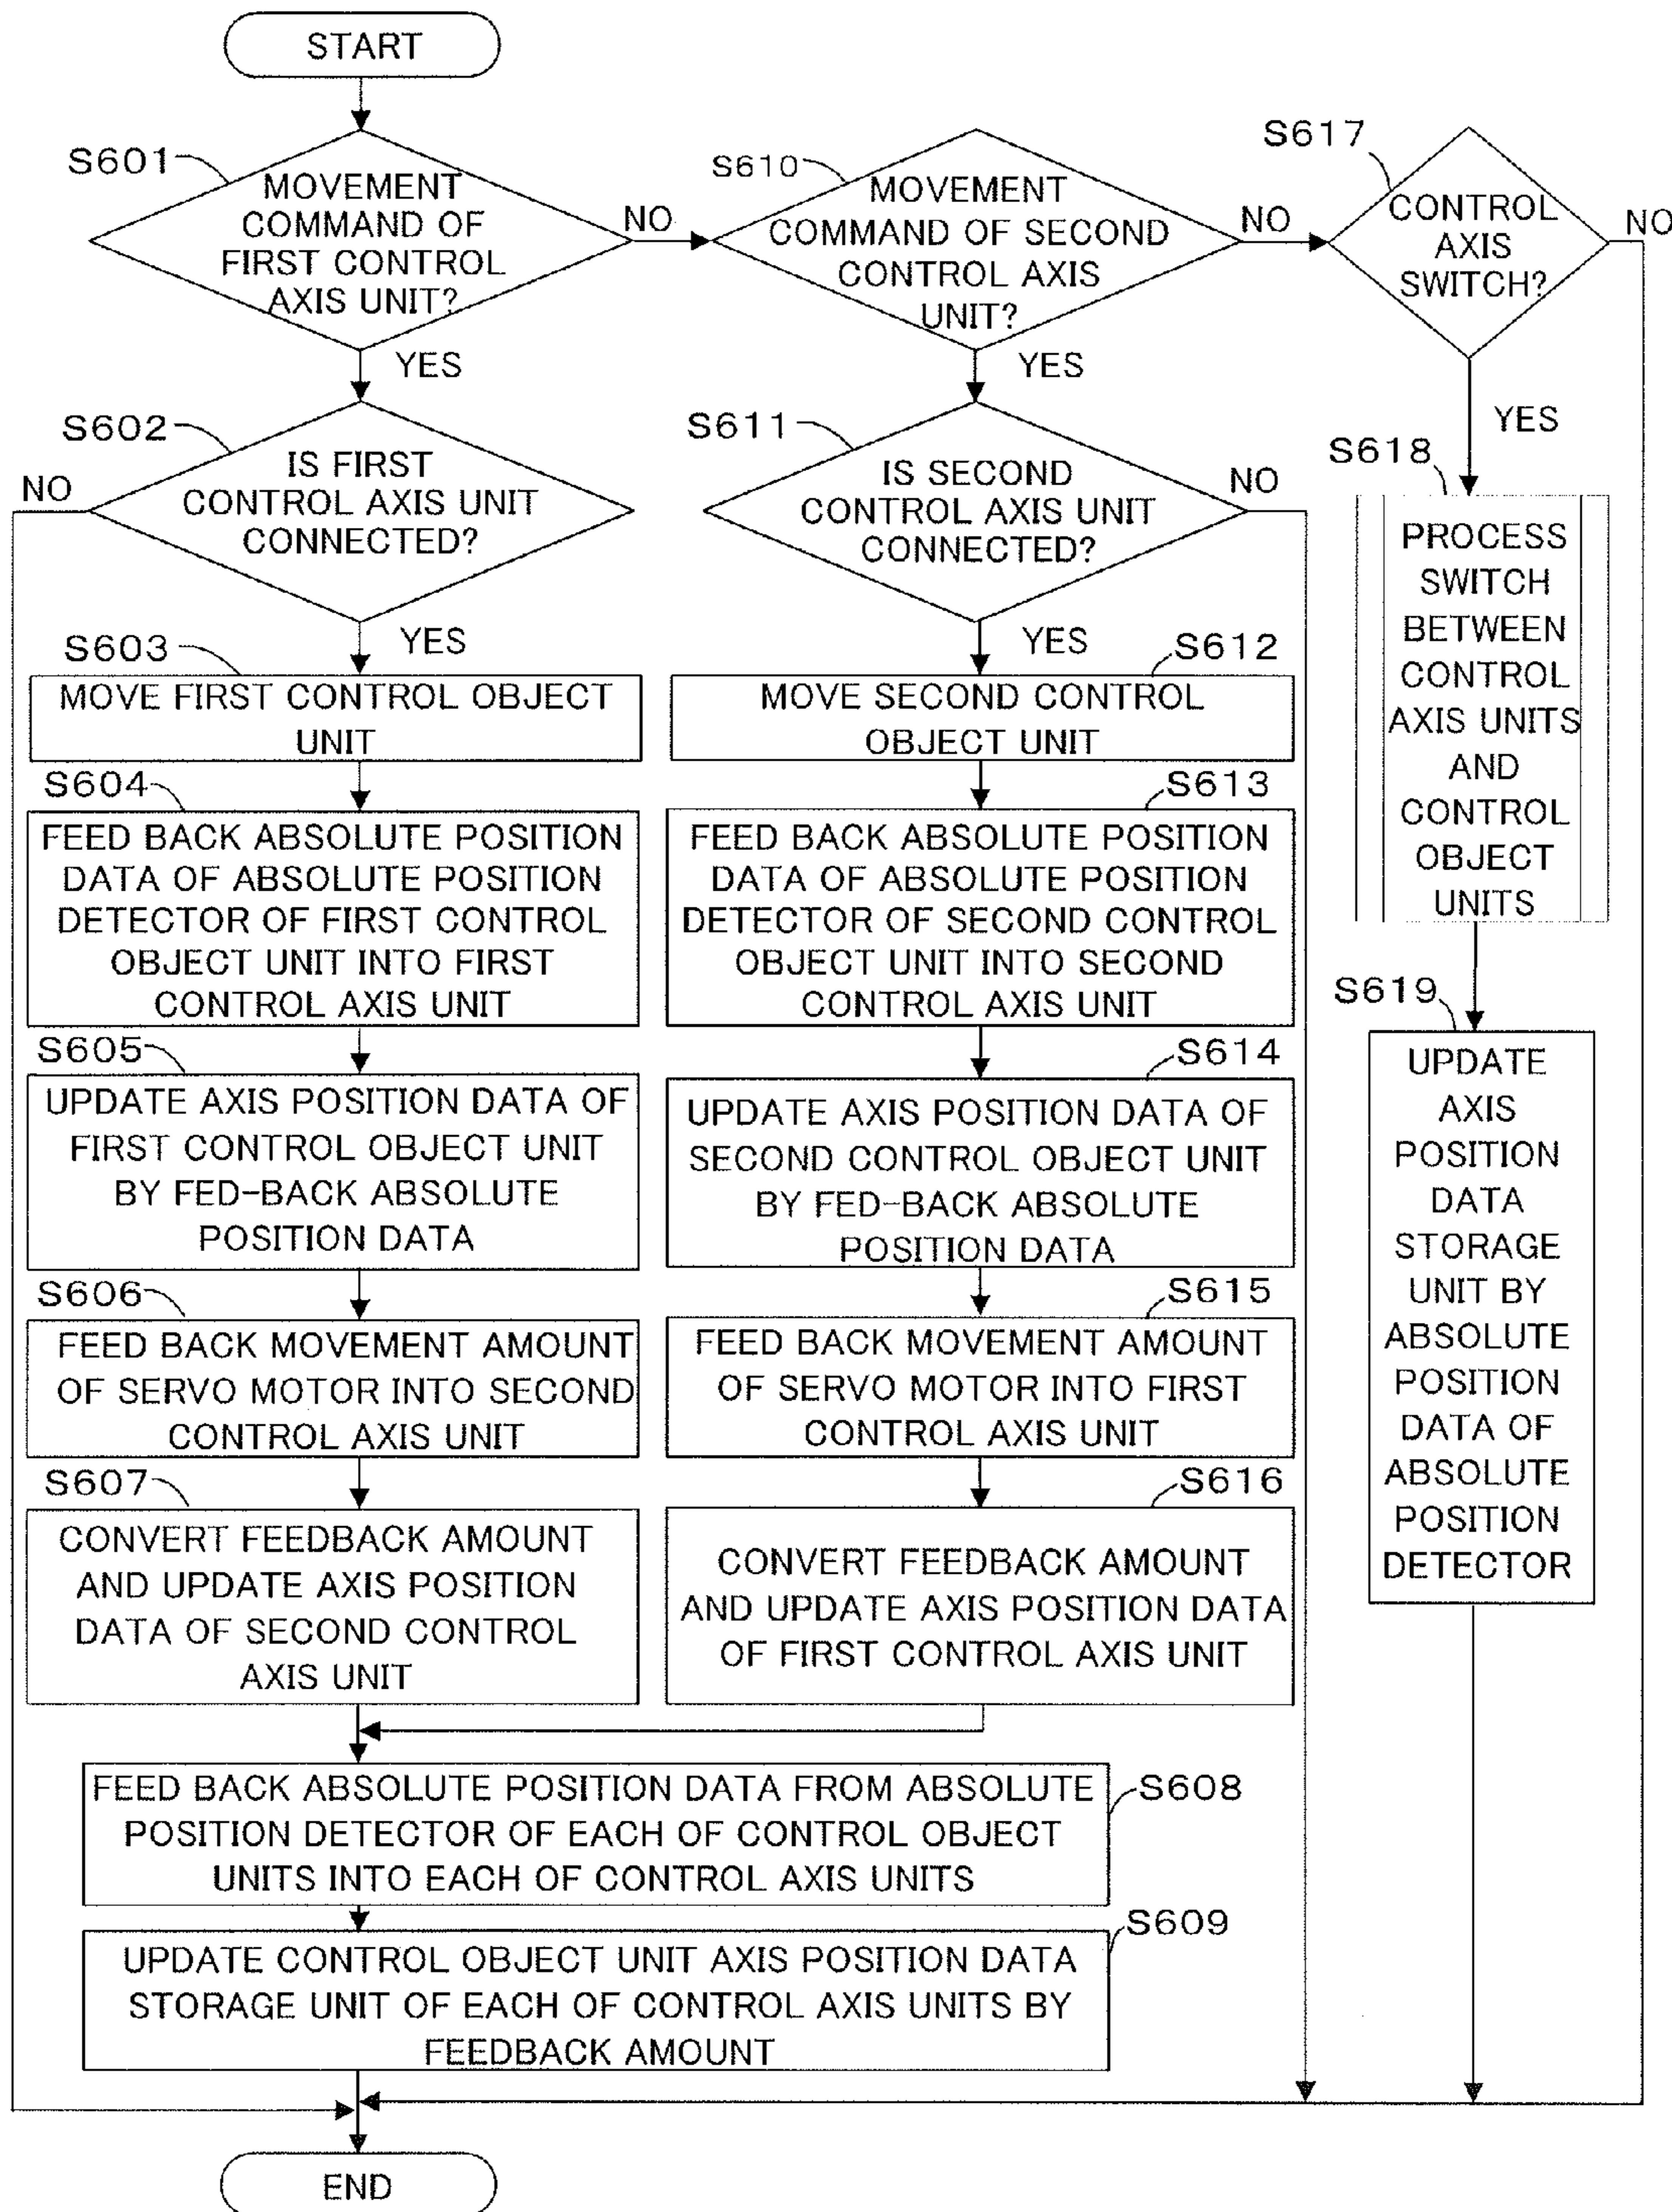 START
S601
MOVEMENT
COMMAND OF
FIRST CONTROL
AXIS UNIT?
NO
YES
S610
MOVEMENT
COMMAND OF SECOND
CONTROL AXIS
UNIT?
NO
YES
S617
CONTROL
AXIS
SWITCH?
NO
YES
S602
IS FIRST
CONTROL AXIS UNIT
CONNECTED?
NO
YES
S611
IS SECOND
CONTROL AXIS UNIT
CONNECTED?
NO
YES
S618
PROCESS
SWITCH
BETWEEN
CONTROL
AXIS UNITS
AND
CONTROL
OBJECT
UNITS
S603
MOVE FIRST CONTROL OBJECT
UNIT
S612
MOVE SECOND CONTROL
OBJECT UNIT
S604
FEED BACK ABSOLUTE POSITION
DATA OF ABSOLUTE POSITION
DETECTOR OF FIRST CONTROL
OBJECT UNIT INTO FIRST
CONTROL AXIS UNIT
S613
FEED BACK ABSOLUTE POSITION
DATA OF ABSOLUTE POSITION
DETECTOR OF SECOND CONTROL
OBJECT UNIT INTO SECOND
CONTROL AXIS UNIT
S619
UPDATE
AXIS
POSITION
DATA
STORAGE
UNIT BY
ABSOLUTE
POSITION
DATA OF
ABSOLUTE
POSITION
DETECTOR
S605
UPDATE AXIS POSITION DATA OF
FIRST CONTROL OBJECT UNIT
BY FED-BACK ABSOLUTE
POSITION DATA
S614
UPDATE AXIS POSITION DATA OF
SECOND CONTROL OBJECT UNIT
BY FED-BACK ABSOLUTE
POSITION DATA
S606
FEED BACK MOVEMENT AMOUNT
OF SERVO MOTOR INTO SECOND
CONTROL AXIS UNIT
S615
FEED BACK MOVEMENT AMOUNT
OF SERVO MOTOR INTO FIRST
CONTROL AXIS UNIT
S607
CONVERT FEEDBACK AMOUNT
AND UPDATE AXIS POSITION
DATA OF SECOND CONTROL
AXIS UNIT
S616
CONVERT FEEDBACK AMOUNT
AND UPDATE AXIS POSITION DATA
OF FIRST CONTROL AXIS UNIT
FEED BACK ABSOLUTE POSITION DATA FROM ABSOLUTE
POSITION DETECTOR OF EACH OF CONTROL OBJECT
UNITS INTO EACH OF CONTROL AXIS UNITS
S608
UPDATE CONTROL OBJECT UNIT AXIS POSITION DATA
STORAGE UNIT OF EACH OF CONTROL AXIS UNITS BY
FEEDBACK AMOUNT
S609
END